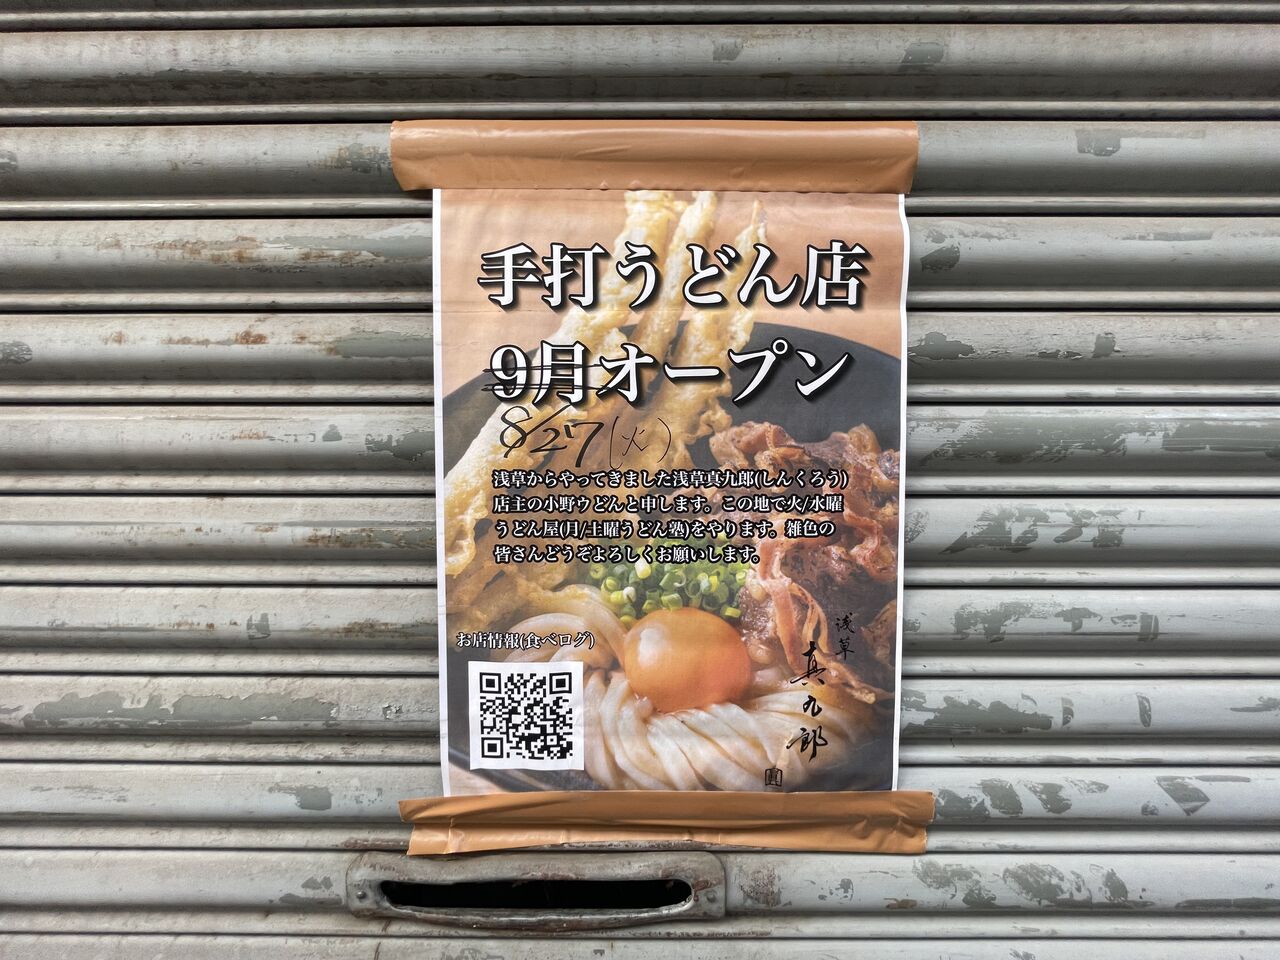 手打うどん店
9月オープン
8/27(火)
浅草からやってきました浅草真九郎(しんくろう)
店主の小野ウどんと申します。この地で火/水曜
うどん屋(月/土曜うどん塾)をやります。雑色の
皆さんどうぞよろしくお願いします。
お店情報(食べログ)
浅草
真九郎